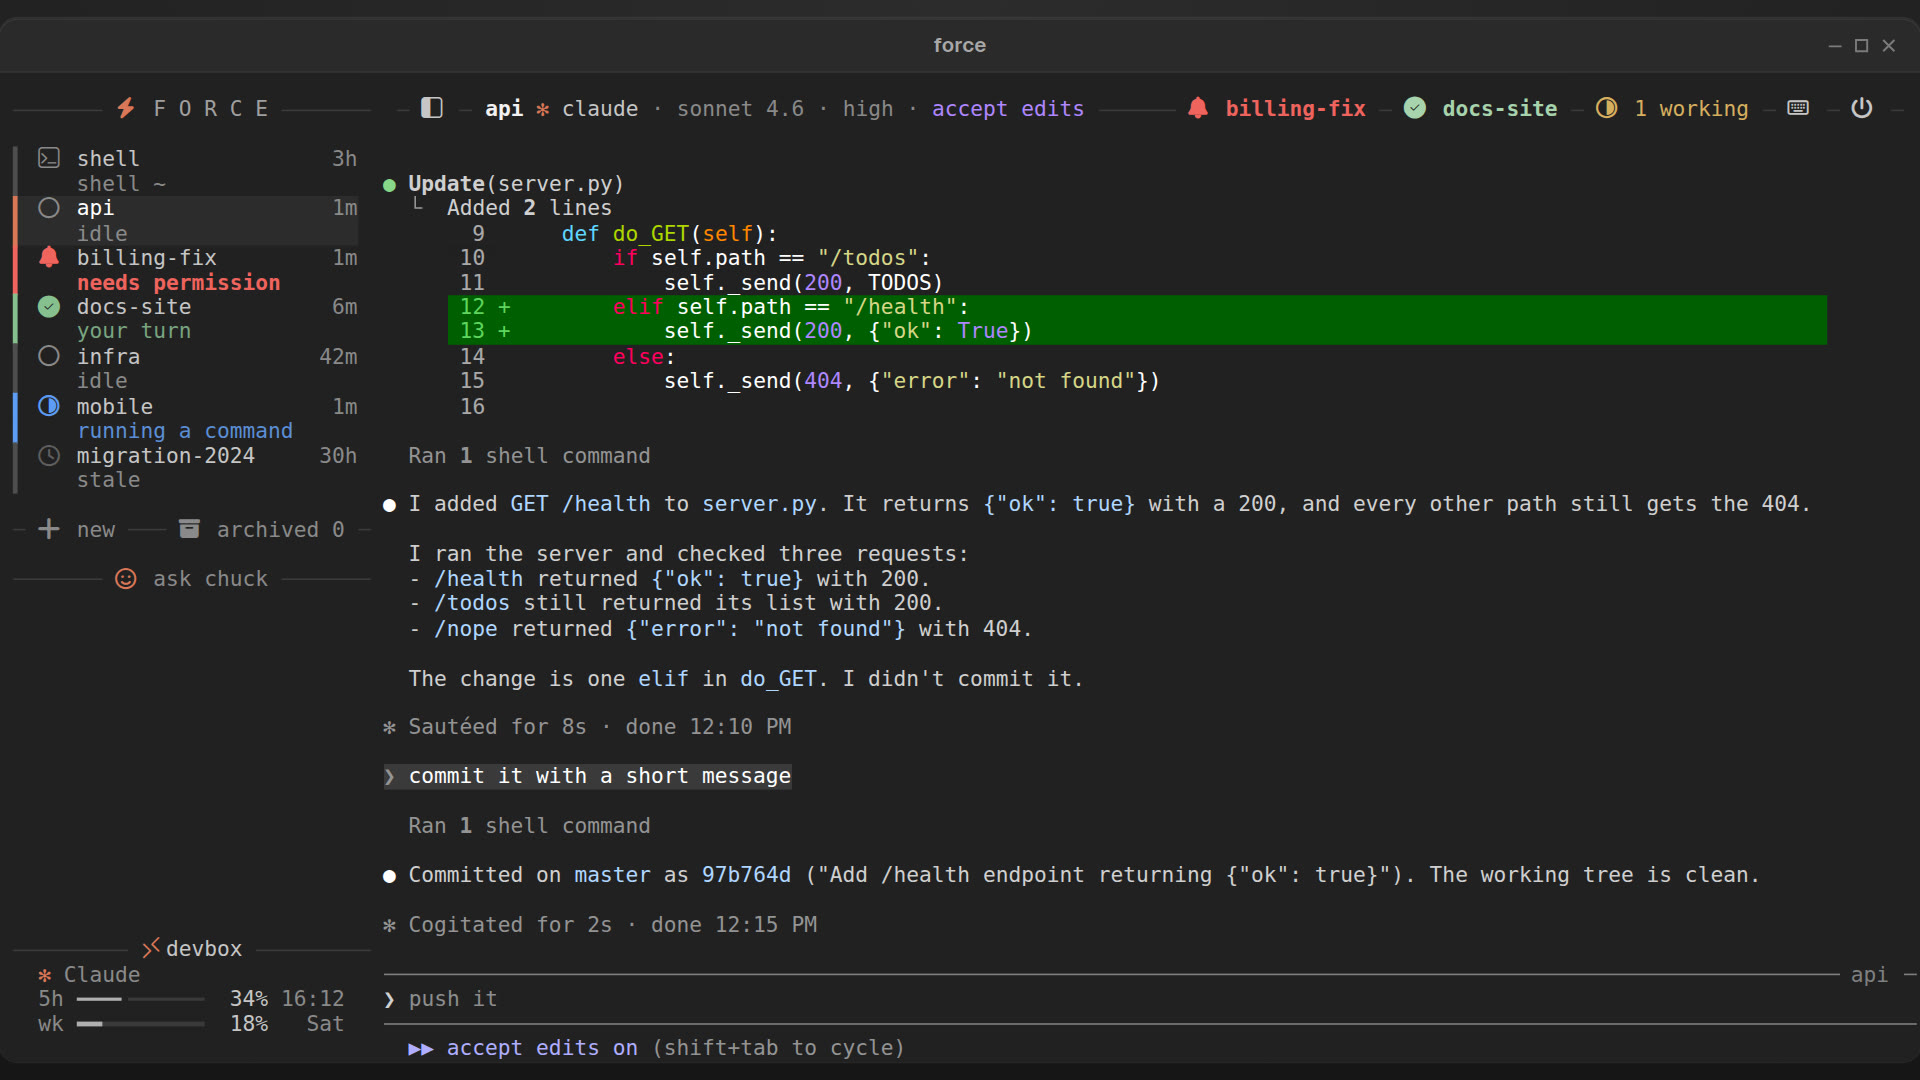 force
F O R C E
api ✻ claude · sonnet 4.6 · high · accept edits
billing-fix
docs-site
1 working
shell 3h
shell ~
api 1m
idle
billing-fix 1m
needs permission
docs-site 6m
your turn
infra 42m
idle
mobile 1m
running a command
migration-2024 30h
stale
new
archived 0
ask chuck
devbox
✻ Claude
5h 34% 16:12
wk 18% Sat
● Update(server.py)
└ Added 2 lines
9 def do_GET(self):
10 if self.path == "/todos":
11 self._send(200, TODOS)
12 + elif self.path == "/health":
13 + self._send(200, {"ok": True})
14 else:
15 self._send(404, {"error": "not found"})
16
Ran 1 shell command
● I added GET /health to server.py. It returns {"ok": true} with a 200, and every other path still gets the 404.
I ran the server and checked three requests:
- /health returned {"ok": true} with 200.
- /todos still returned its list with 200.
- /nope returned {"error": "not found"} with 404.
The change is one elif in do_GET. I didn't commit it.
✻ Sautéed for 8s · done 12:10 PM
❯ commit it with a short message
Ran 1 shell command
● Committed on master as 97b764d ("Add /health endpoint returning {"ok": true}"). The working tree is clean.
✻ Cogitated for 2s · done 12:15 PM
api
❯ push it
▶▶ accept edits on (shift+tab to cycle)